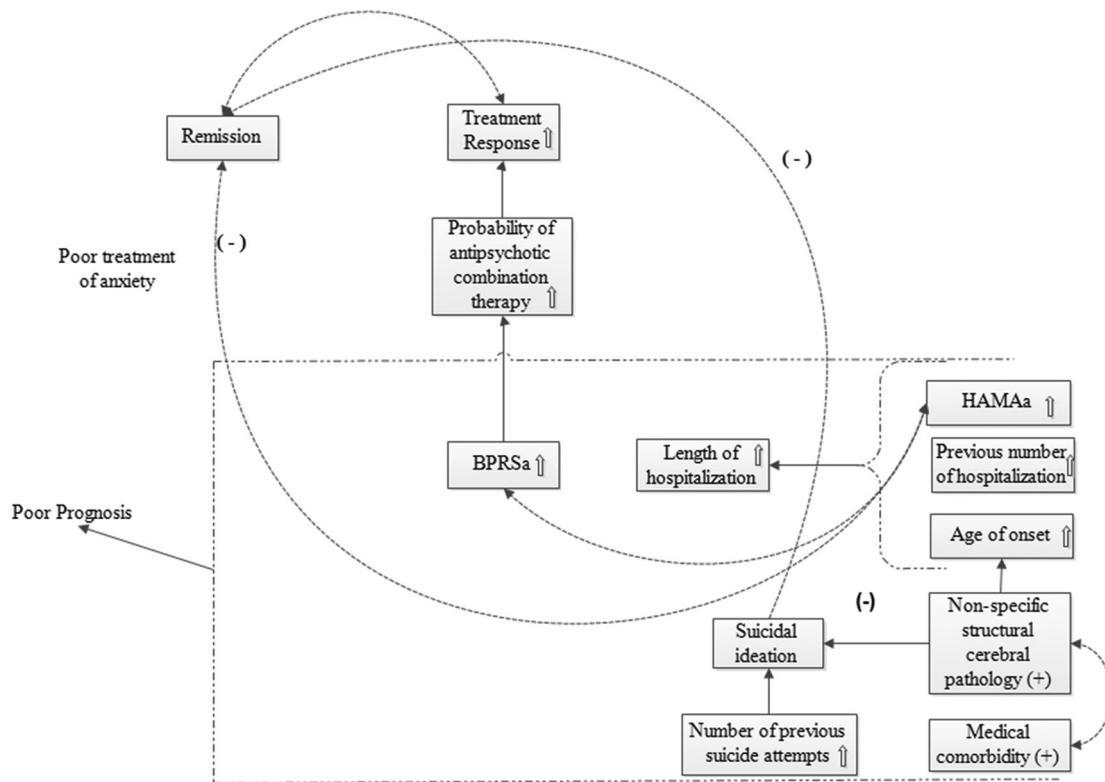 Remission
Treatment
Response ⇧
( - )
Probability of
antipsychotic
combination
therapy ⇧
( - )
Poor treatment
of anxiety
HAMAa ⇧
BPRSa ⇧
Length of ⇧
hospitalization
Previous number
of hospitalization ⇧
Poor Prognosis
Age of onset ⇧
(-)
Non-specific
structural
cerebral
pathology (+)
Suicidal
ideation
Number of previous
suicide attempts ⇧
Medical
comorbidity (+)